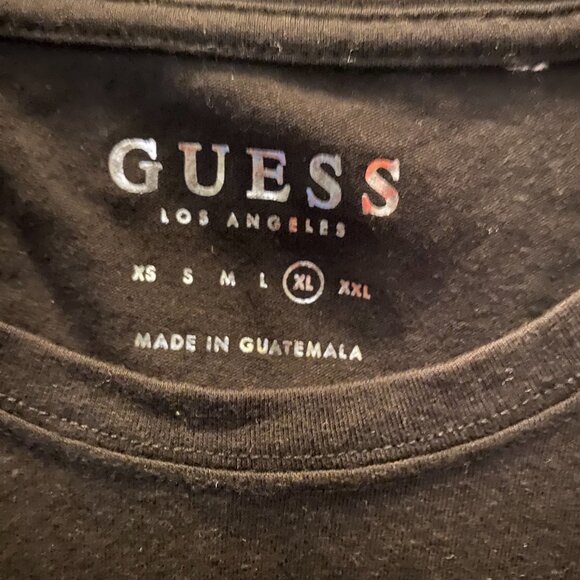 GUESS
LOS ANGELES
XS S M L XL XXL
MADE IN GUATEMALA